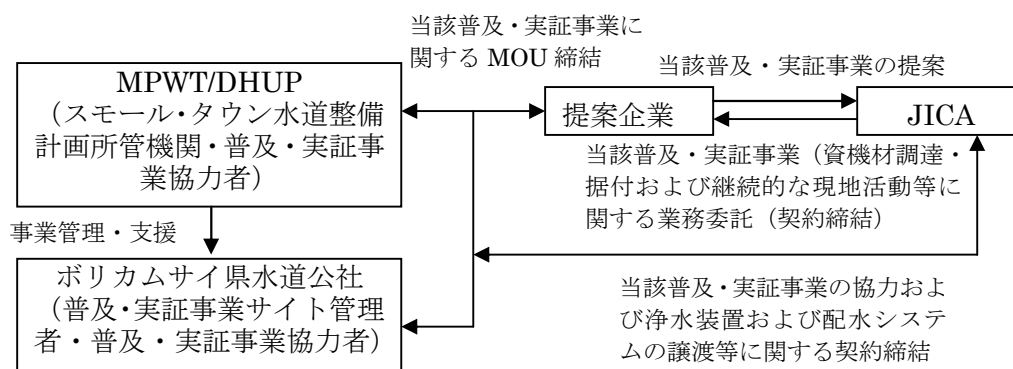 当該普及・実証事業に
関する MOU 締結
当該普及・実証事業の提案
MPWT/DHUP
（スモール・タウン水道整備
計画所管機関・普及・実証事
業協力者）
提案企業
JICA
当該普及・実証事業（資機材調達・
据付および継続的な現地活動等に
関する業務委託（契約締結）
事業管理・支援
ボリカムサイ県水道公社
（普及・実証事業サイト管理
者・普及・実証事業協力者）
当該普及・実証事業の協力およ
び浄水装置および配水システ
ムの譲渡等に関する契約締結